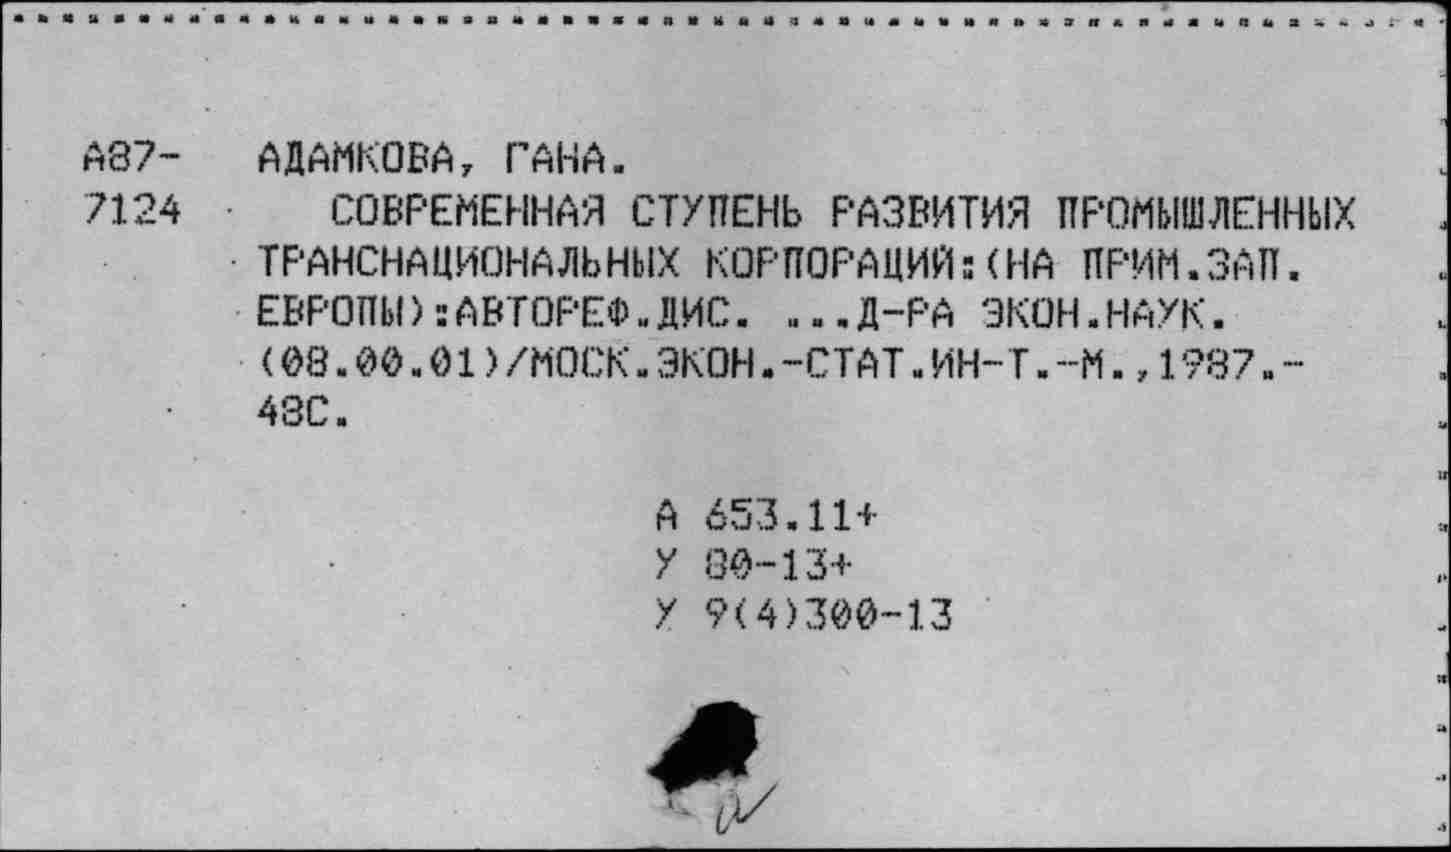 А87- АДАМКОВА, ГАНА.
7124 СОВРЕМЕННАЯ СТУПЕНЬ РАЗВИТИЯ ПРОМЫШЛЕННЫХ
ТРАНСНАЦИОНАЛЬНЫХ КОРПОРАЦИЙ:(НА ПРИМ.ЗАП.
ЕВРОПЫ):АВТОРЕФ.ДИС. ...Д-РА ЭКОН.НАУК.
(08.00.01)/МОСК.ЭКОН.-СТАТ.ИН-Т.-М.,1987.-
48С.
А 653.11+
У 80-13+
У 9(4)300-13